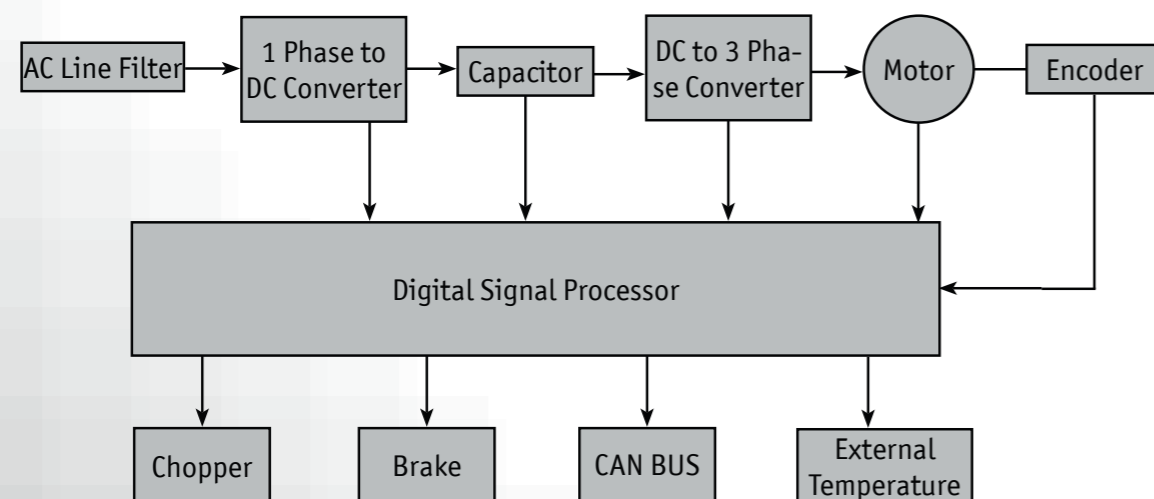 AC Line Filter
1 Phase to
DC Converter
Capacitor
DC to 3 Pha-
se Converter
Motor
Encoder
Digital Signal Processor
Chopper
Brake
CAN BUS
External
Temperature